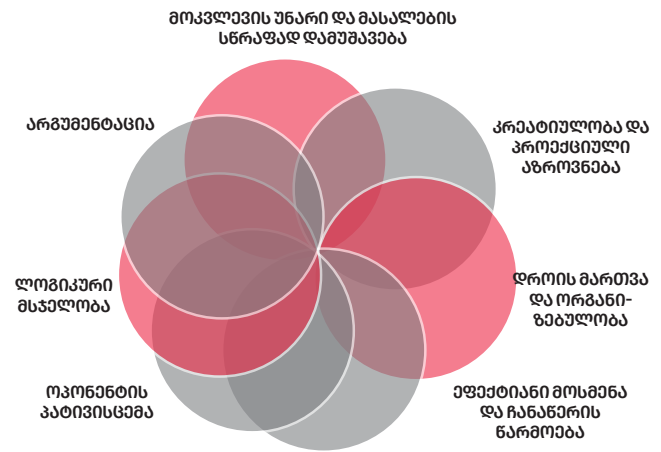 მოკვლევის უნარი და მასალების
სწრაფად დამუშავება
კრეატიულობა და
პროექციული
აზროვნება
დროის მართვა
და ორგანი-
ზებულობა
ეფექტიანი მოსმენა
და ჩანაწერის
წარმოება
ოპონენტის
პატივისცემა
ლოგიკური
მსჯელობა
არგუმენტაცია